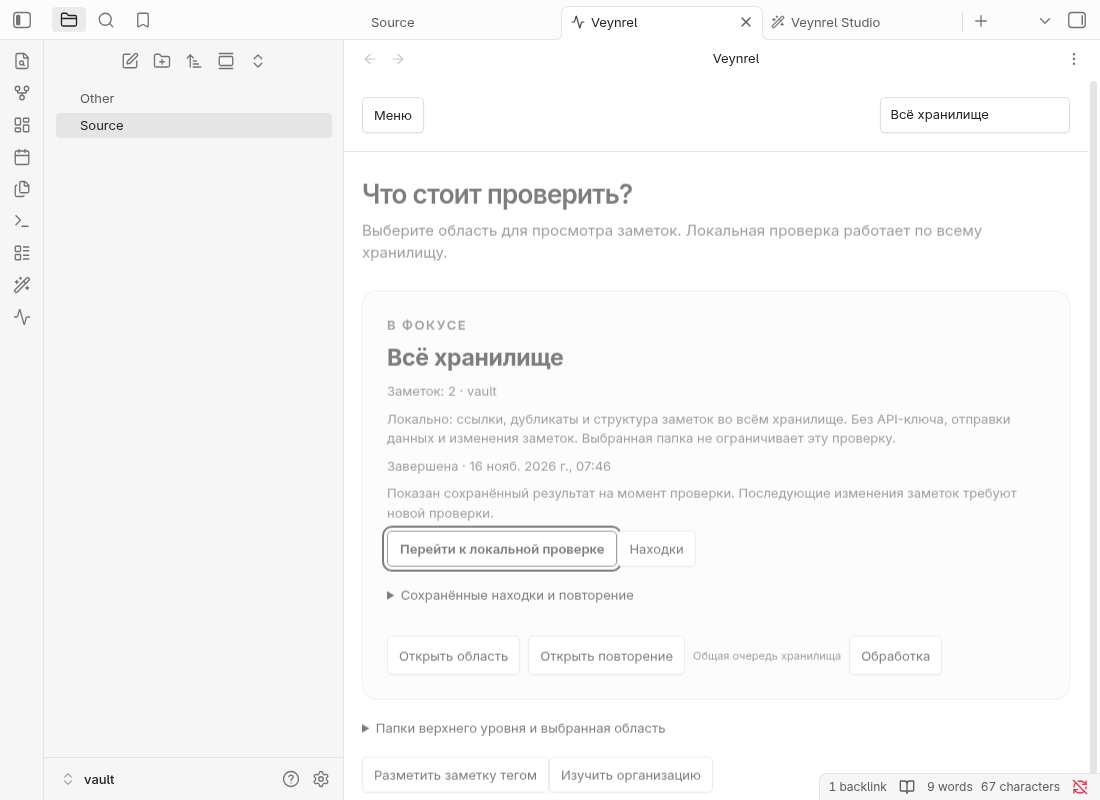 Source
Veynrel
Veynrel Studio
Veynrel
Other
Source
Меню
Всё хранилище
Что стоит проверить?
Выберите область для просмотра заметок. Локальная проверка работает по всему
хранилищу.
В ФОКУСЕ
Всё хранилище
Заметок: 2 · vault
Локально: ссылки, дубликаты и структура заметок во всём хранилище. Без API-ключа, отправки
данных и изменения заметок. Выбранная папка не ограничивает эту проверку.
Завершена · 16 нояб. 2026 г., 07:46
Показан сохранённый результат на момент проверки. Последующие изменения заметок требуют
новой проверки.
Перейти к локальной проверке
Находки
Сохранённые находки и повторение
Открыть область
Открыть повторение
Общая очередь хранилища
Обработка
Папки верхнего уровня и выбранная область
Разметить заметку тегом
Изучить организацию
vault
1 backlink
9 words
67 characters